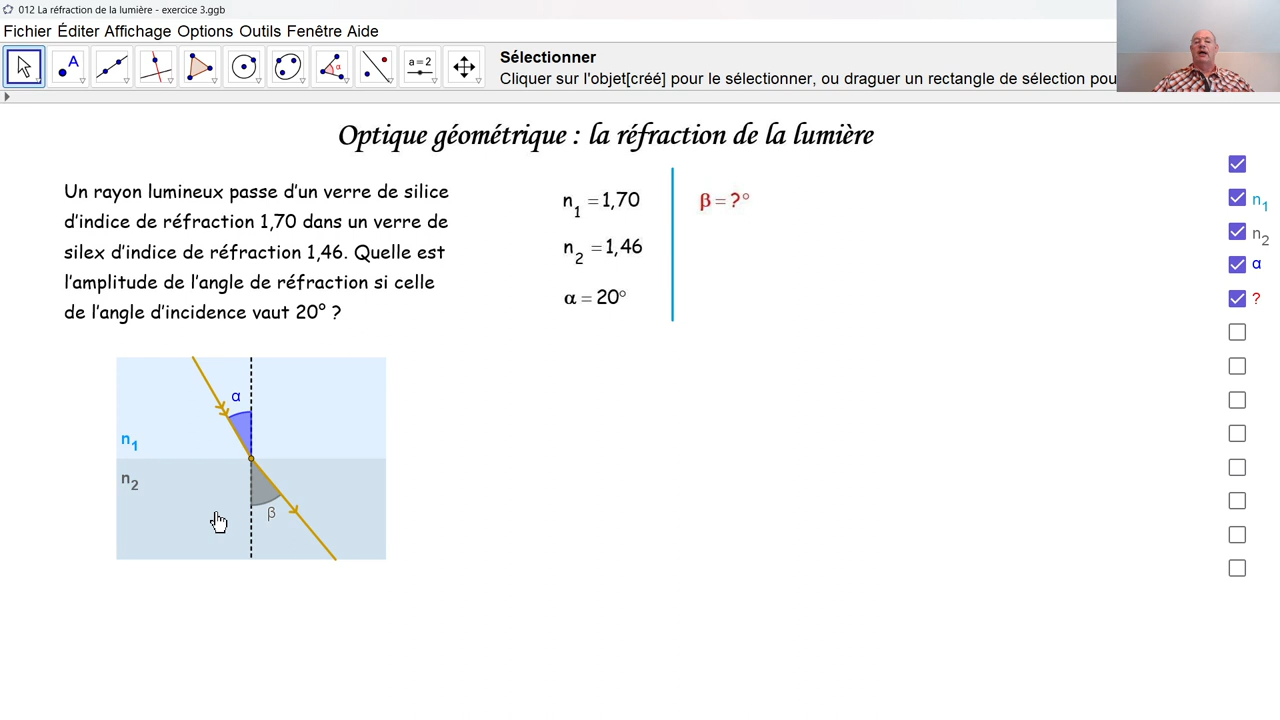 012 La réfraction de la lumière - exercice 3.ggb
Fichier Éditer Affichage Options Outils Fenêtre Aide
A
α
a=2
Sélectionner
Cliquer sur l'objet[créé] pour le sélectionner, ou draguer un rectangle de sélection pou
Optique géométrique : la réfraction de la lumière
Un rayon lumineux passe d'un verre de silice
d'indice de réfraction 1,70 dans un verre de
silex d'indice de réfraction 1,46. Quelle est
l'amplitude de l'angle de réfraction si celle
de l'angle d'incidence vaut 20° ?
n₁ = 1,70
n₂ = 1,46
α = 20°
β = ?°
n₁
n₂
α
?
α
n₁
n₂
β